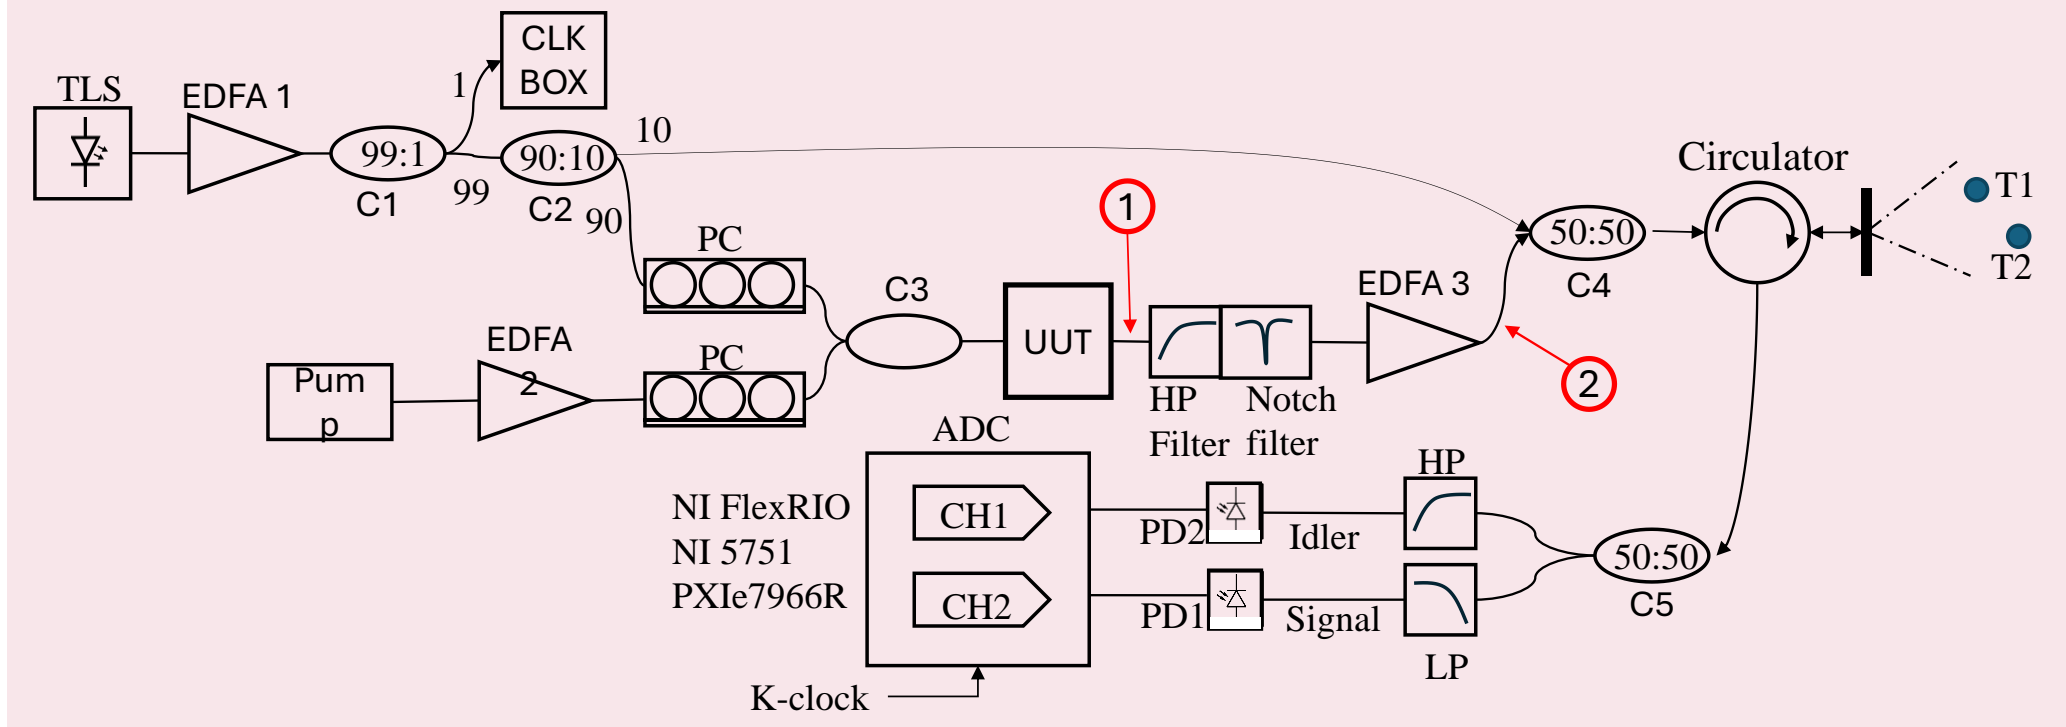 CLK
BOX
TLS
EDFA 1
1
99:1
C1
99
90:10
C2
10
90
PC
Circulator
T1
T2
1
50:50
C4
C3
UUT
EDFA 3
2
EDFA
2
PC
Pum
p
HP
Filter
Notch
filter
ADC
NI FlexRIO
NI 5751
PXIe7966R
CH1
CH2
PD2
Idler
HP
PD1
Signal
LP
50:50
C5
K-clock